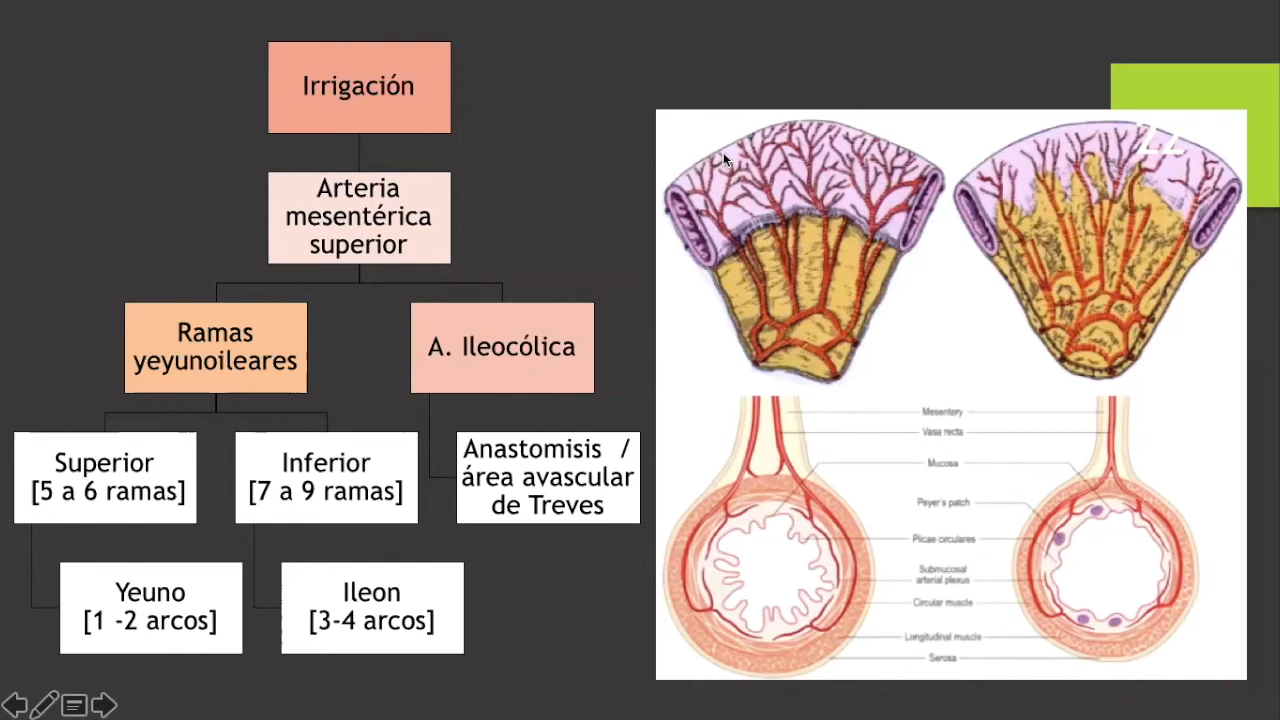 Irrigación
Arteria
mesentérica
superior
Ramas
yeyunoileares
A. Ileocólica
Superior
[5 a 6 ramas]
Inferior
[7 a 9 ramas]
Anastomisis /
área avascular
de Treves
Yeuno
[1 -2 arcos]
Ileon
[3-4 arcos]
22
Mesentery
Vasa recta
Mucosa
Peyer's patch
Plicae circulares
Submucosal
arterial plexus
Circular muscle
Longitudinal muscle
Serosa